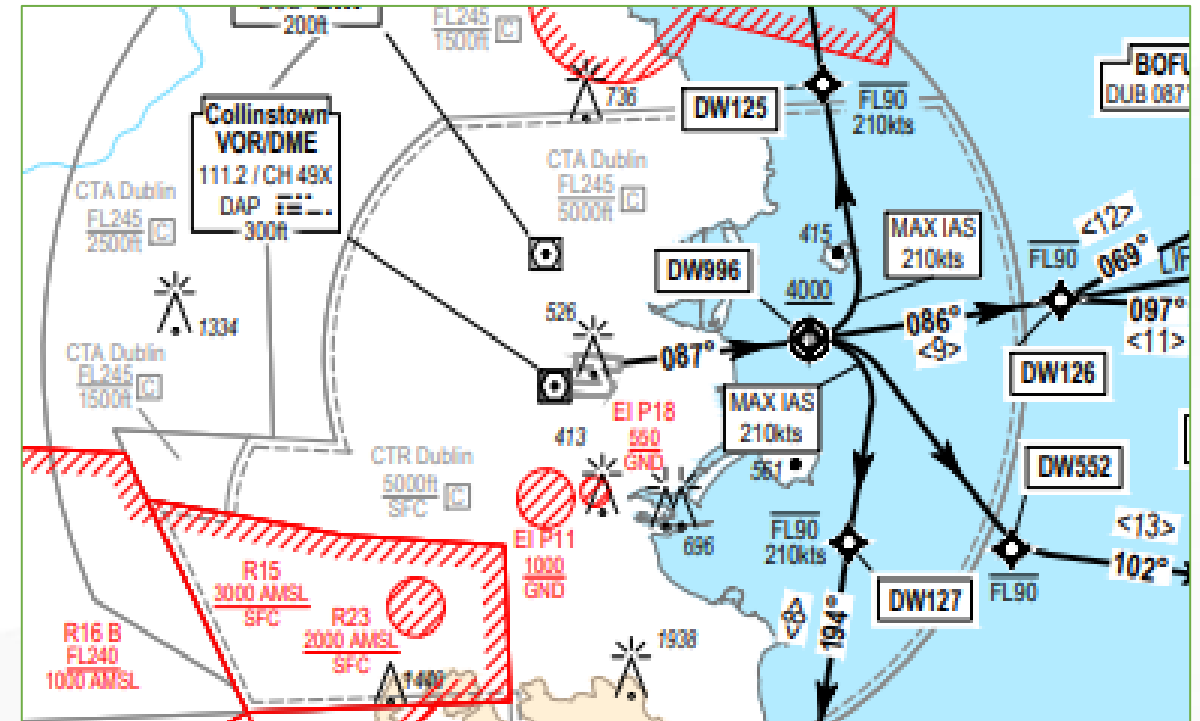 200ft
FL245
1500ft
C
736
DW125
FL90
210kts
BOFU
DUB 087°
Collinstown
VOR/DME
111.2 / CH 49X
DAP
300ft
CTA Dublin
FL245
2500ft
C
CTA Dublin
FL245
5000ft
C
415
MAX IAS
210kts
<12>
069°
FL90
DW996
4000
526
1334
087°
086°
<9>
097°
<11>
CTA Dublin
FL245
1500ft
C
DW126
MAX IAS
210kts
EI P18
550
GND
413
561
CTR Dublin
5000ft
SFC
C
DW552
696
FL90
210kts
<13>
102°
EI P11
1000
GND
FL90
R15
3000 AMSL
SFC
DW127
R23
2000 AMSL
SFC
194°
R16 B
FL240
1000 AMSL
1938